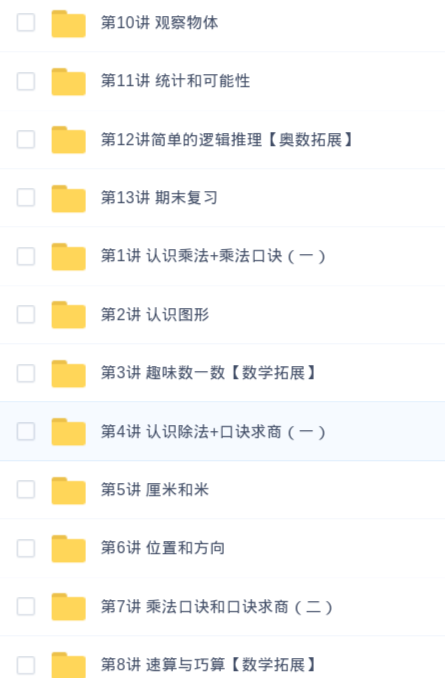 第10讲 观察物体
第11讲 统计和可能性
第12讲简单的逻辑推理【奥数拓展】
第13讲 期末复习
第1讲 认识乘法+乘法口诀（一）
第2讲 认识图形
第3讲 趣味数一数【数学拓展】
第4讲 认识除法+口诀求商（一）
第5讲 厘米和米
第6讲 位置和方向
第7讲 乘法口诀和口诀求商（二）
第8讲 速算与巧算【数学拓展】